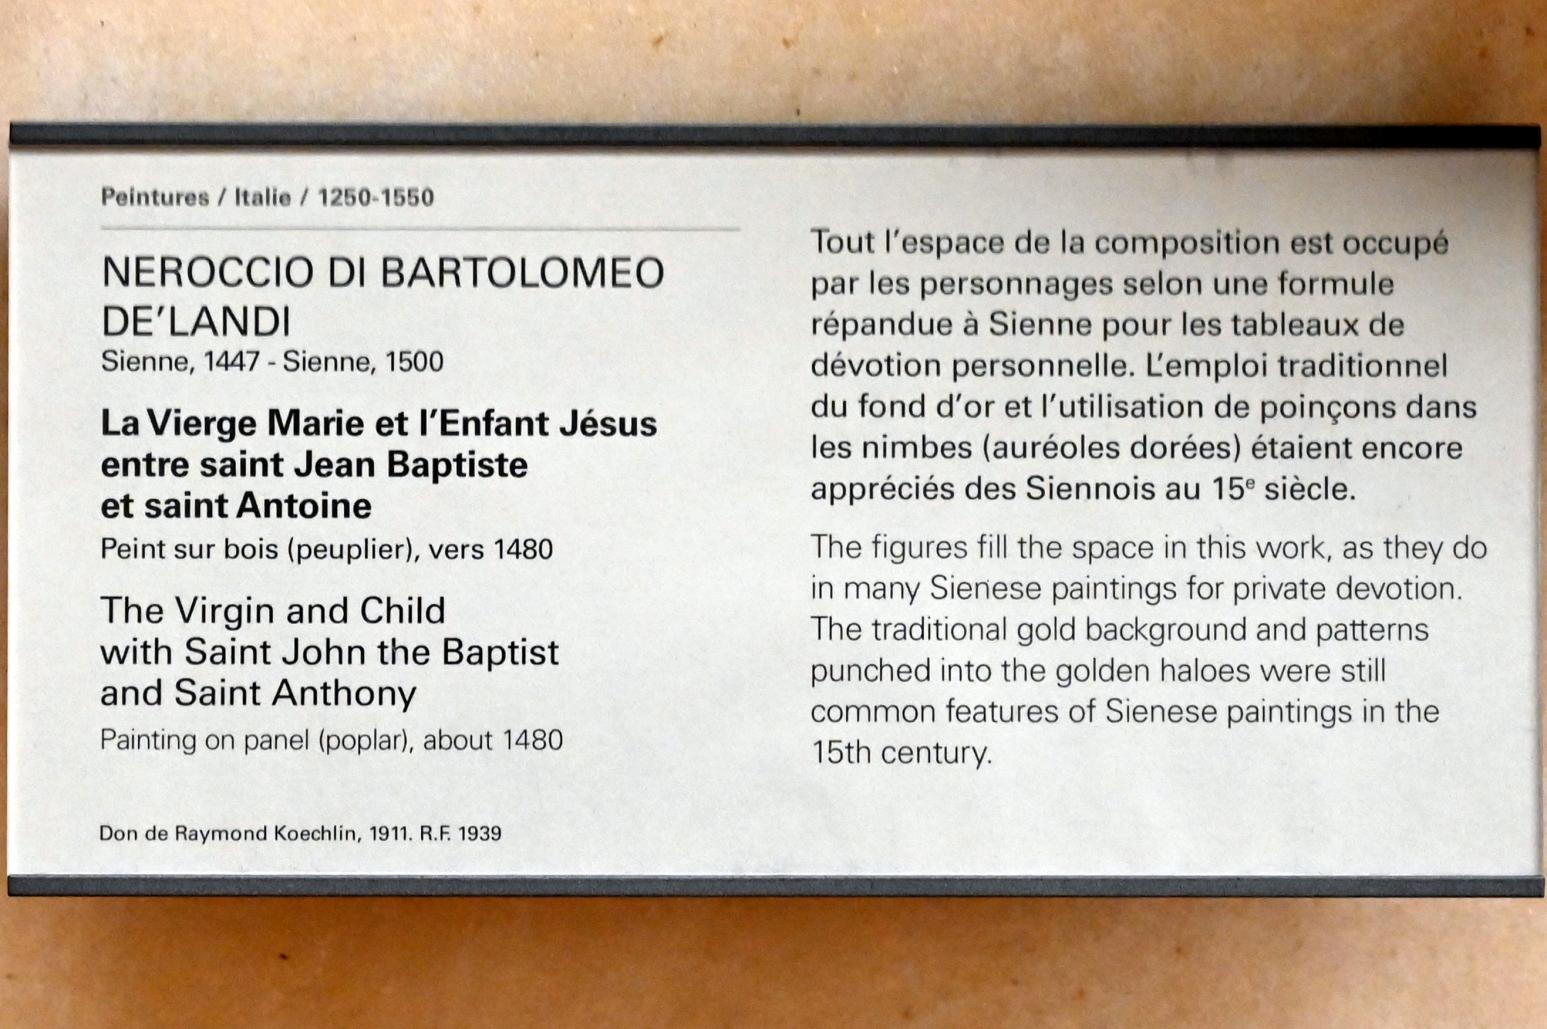 Peintures / Italie / 1250-1550
NEROCCIO DI BARTOLOMEO
DE'LANDI
Sienne, 1447 - Sienne, 1500
La Vierge Marie et l'Enfant Jésus
entre saint Jean Baptiste
et saint Antoine
Peint sur bois (peuplier), vers 1480
The Virgin and Child
with Saint John the Baptist
and Saint Anthony
Painting on panel (poplar), about 1480
Don de Raymond Koechlin, 1911. R.F. 1939
Tout l'espace de la composition est occupé
par les personnages selon une formule
répandue à Sienne pour les tableaux de
dévotion personnelle. L'emploi traditionnel
du fond d'or et l'utilisation de poinçons dans
les nimbes (auréoles dorées) étaient encore
appréciés des Siennois au 15e siècle.
The figures fill the space in this work, as they do
in many Sienese paintings for private devotion.
The traditional gold background and patterns
punched into the golden haloes were still
common features of Sienese paintings in the
15th century.